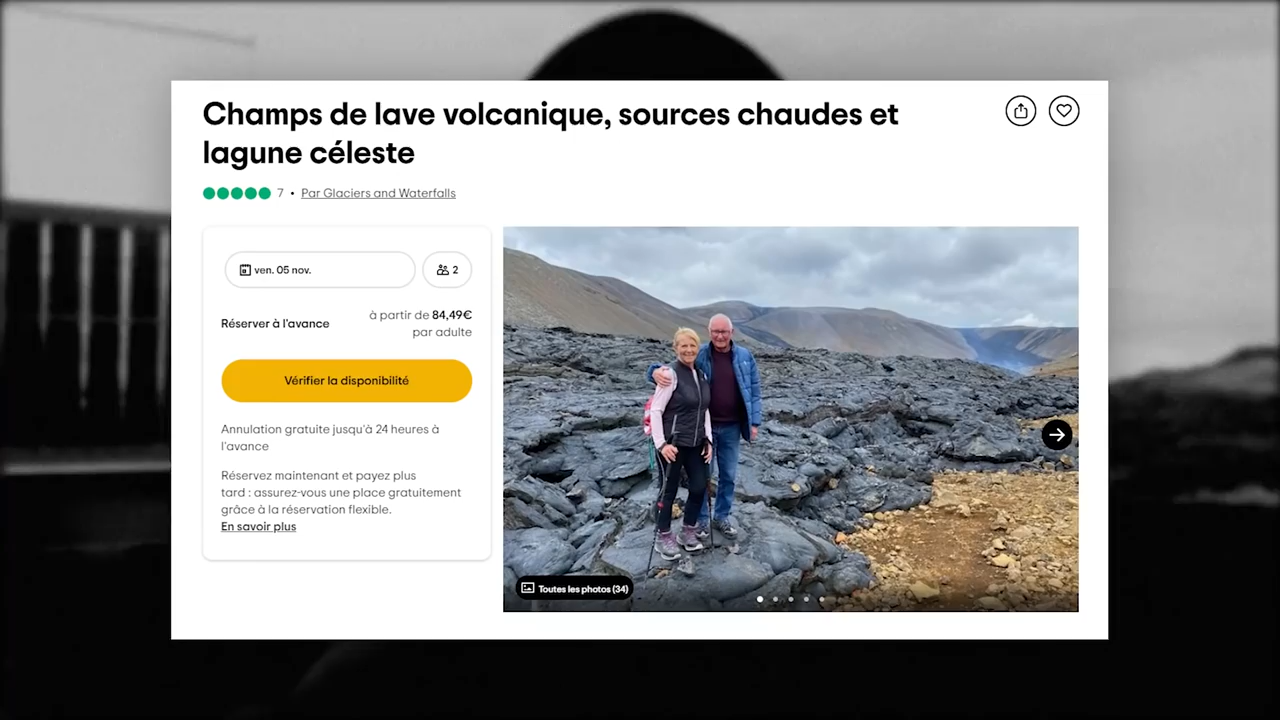 Champs de lave volcanique, sources chaudes et
lagune céleste
7 • Par Glaciers and Waterfalls
ven. 05 nov.
2
Réserver à l'avance
à partir de 84,49€
par adulte
Vérifier la disponibilité
Annulation gratuite jusqu'à 24 heures à
l'avance
Réservez maintenant et payez plus
tard : assurez-vous une place gratuitement
grâce à la réservation flexible.
En savoir plus
Toutes les photos (34)